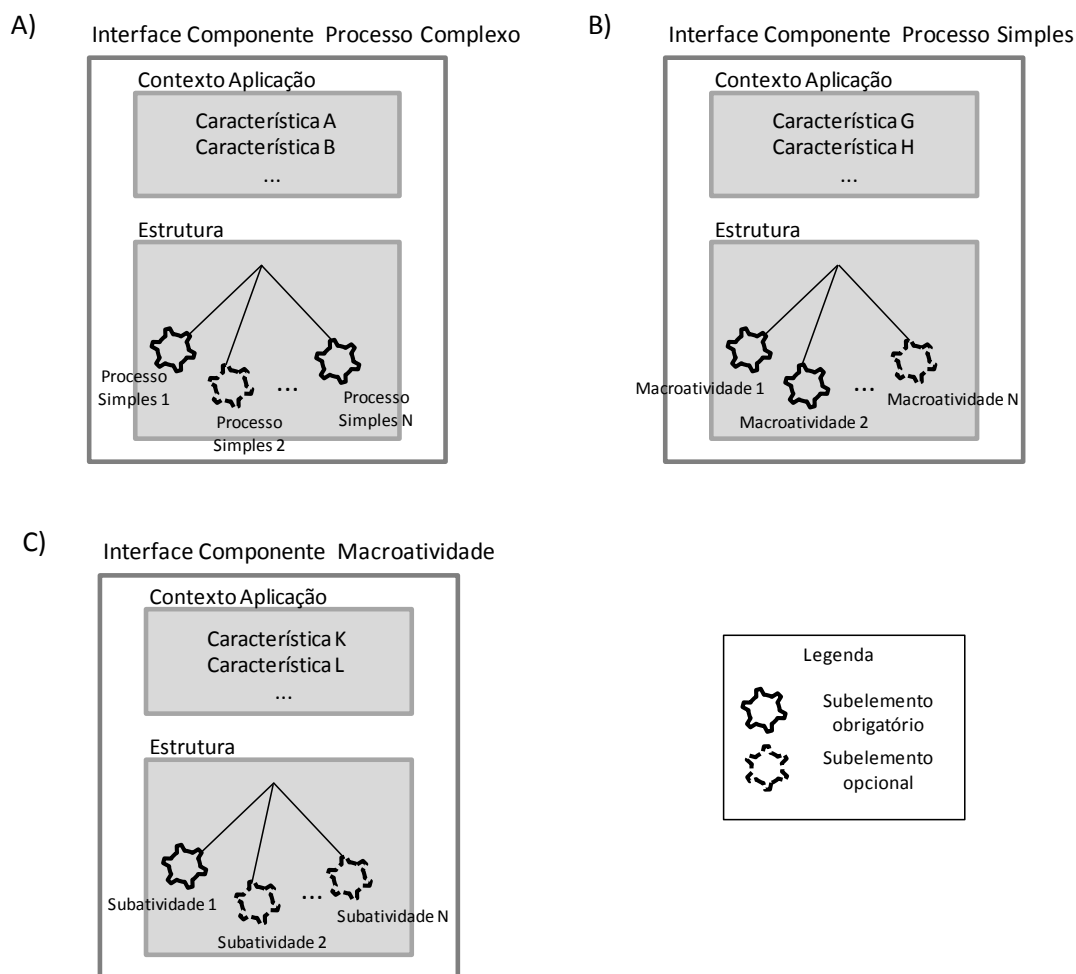 A)
Interface Componente Processo Complexo
Contexto Aplicação
Característica A
Característica B
...
Estrutura
Processo
Simples 1
...
Processo
Simples 2
Processo
Simples N
B)
Interface Componente Processo Simples
Contexto Aplicação
Característica G
Característica H
...
Estrutura
Macroatividade 1
...
Macroatividade 2
Macroatividade N
C)
Interface Componente Macroatividade
Contexto Aplicação
Característica K
Característica L
...
Estrutura
Subatividade 1
...
Subatividade 2
Subatividade N
Legenda
Subelemento
obrigatório
Subelemento
opcional